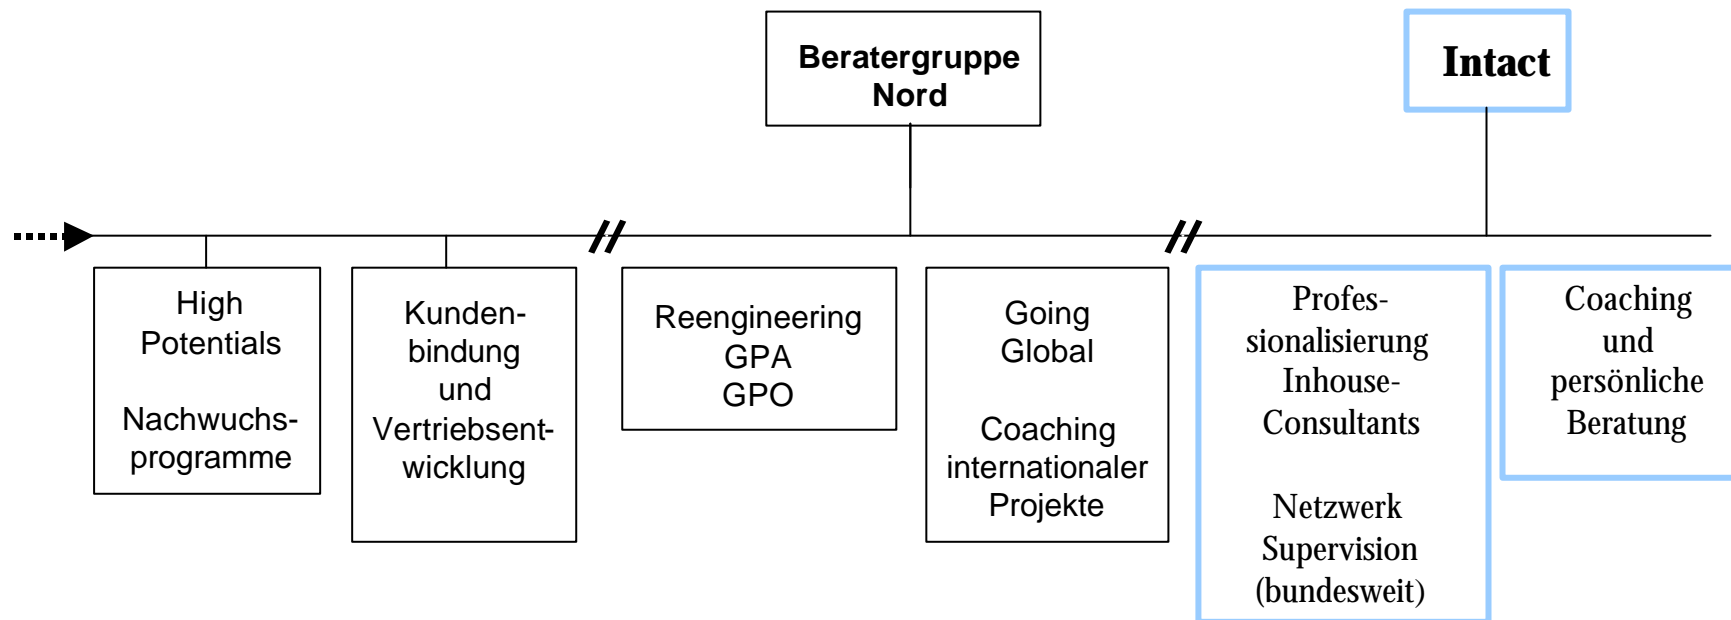 Beratergruppe
Nord
Intact
High
Potentials
Nachwuchs-
programme
Kunden-
bindung
und
Vertriebsent-
wicklung
Reengineering
GPA
GPO
Going
Global
Coaching
internationaler
Projekte
Profes-
sionalisierung
Inhouse-
Consultants
Netzwerk
Supervision
(bundesweit)
Coaching
und
persönliche
Beratung